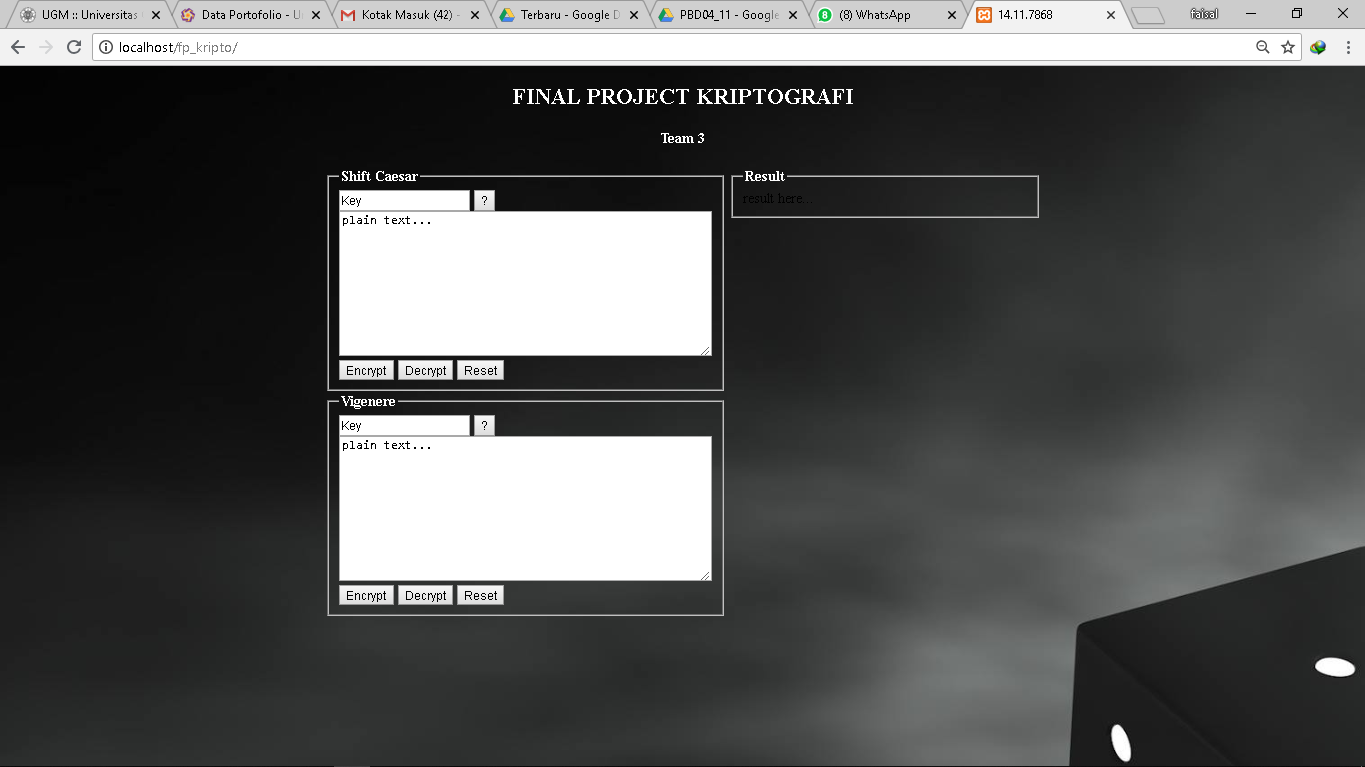 UGM :: Universitas
Data Portofolio - U
Kotak Masuk (42) -
Terbaru - Google D
PBD04_11 - Google
(8) WhatsApp
14.11.7868
faisal
localhost/fp_kripto/
FINAL PROJECT KRIPTOGRAFI
Team 3
Shift Caesar
Key ?
plain text...
Encrypt Decrypt Reset
Vigenere
Key ?
plain text...
Encrypt Decrypt Reset
Result
result here...